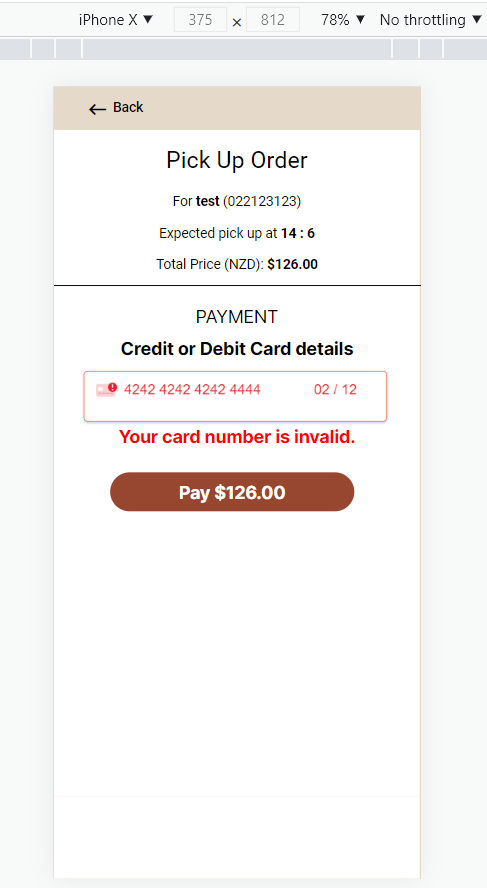 iPhone X ▼ 375 × 812 78% ▼ No throttling ▼
← Back
Pick Up Order
For test (022123123)
Expected pick up at 14 : 6
Total Price (NZD): $126.00
PAYMENT
Credit or Debit Card details
4242 4242 4242 4444 02 / 12
Your card number is invalid.
Pay $126.00